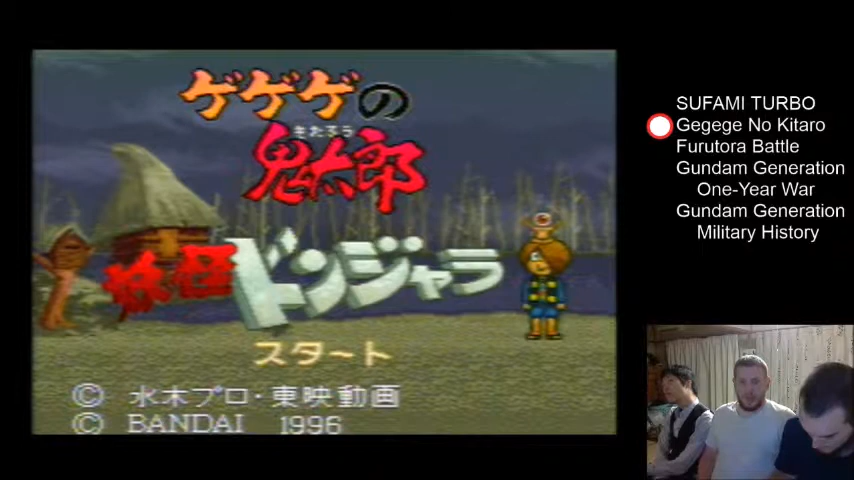 ゲゲゲの
きたろう
鬼太郎
妖怪ドンジャラ
スタート
© 水木プロ・東映動画
© BANDAI 1996
SUFAMI TURBO
Gegege No Kitaro
Furutora Battle
Gundam Generation
One-Year War
Gundam Generation
Military History